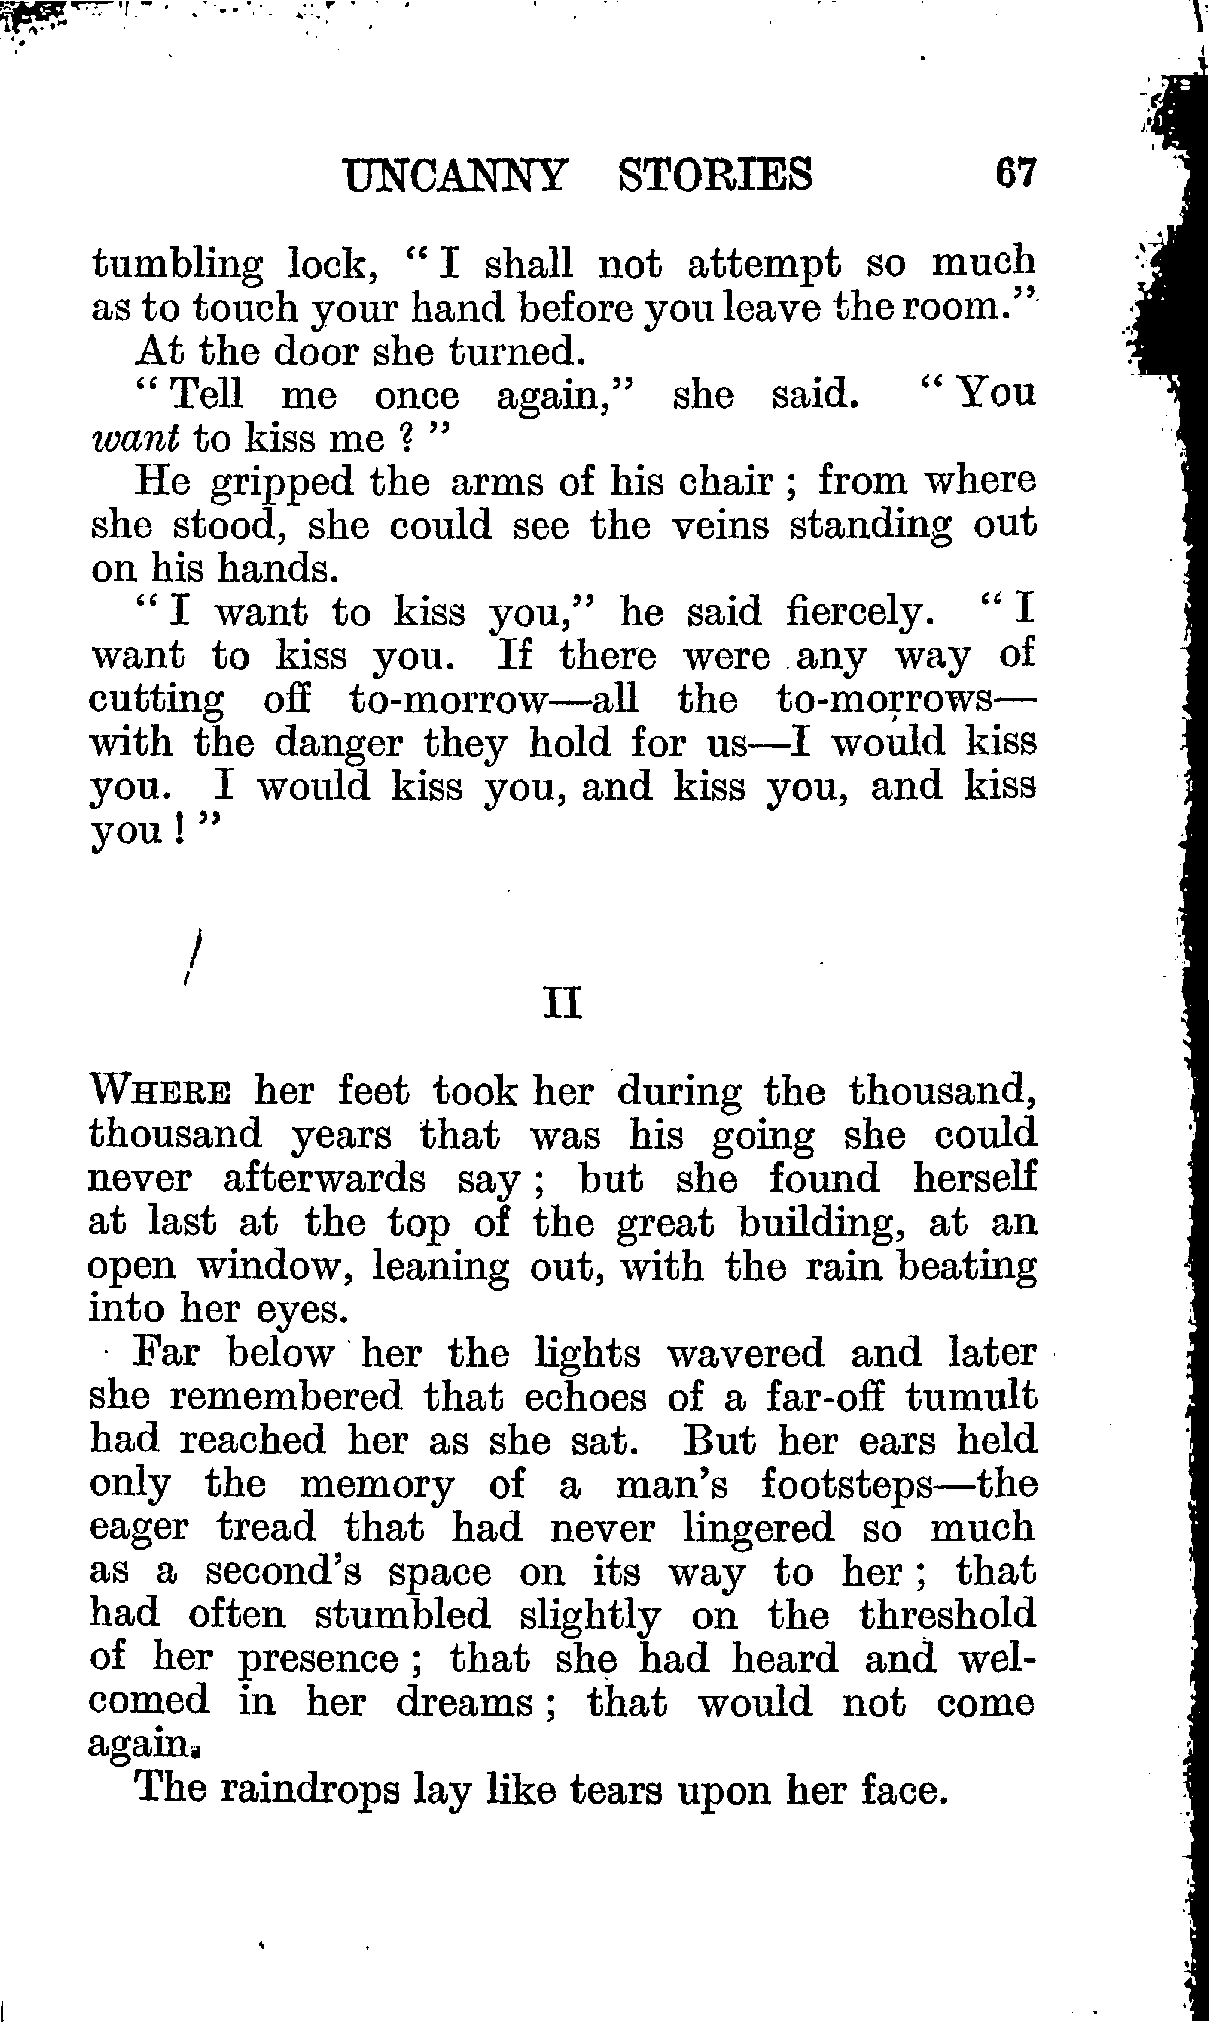 UNCANNY STORIES 67
tumbling lock, “ I shall not attempt so much
as to touch your hand before you leave the room.”
At the door she turned.
“ Tell me once again,” she said. “ You
want to kiss me ? ”
He gripped the arms of his chair ; from where
she stood, she could see the veins standing out
on his hands.
“ I want to kiss you,” he said fiercely. “ I
want to kiss you. If there were any way of
cutting off to-morrow—all the to-morrows—
with the danger they hold for us—I would kiss
you. I would kiss you, and kiss you, and kiss
you ! ”
II
WHERE her feet took her during the thousand,
thousand years that was his going she could
never afterwards say ; but she found herself
at last at the top of the great building, at an
open window, leaning out, with the rain beating
into her eyes.
Far below her the lights wavered and later
she remembered that echoes of a far-off tumult
had reached her as she sat. But her ears held
only the memory of a man’s footsteps—the
eager tread that had never lingered so much
as a second’s space on its way to her ; that
had often stumbled slightly on the threshold
of her presence ; that she had heard and wel-
comed in her dreams ; that would not come
again.
The raindrops lay like tears upon her face.